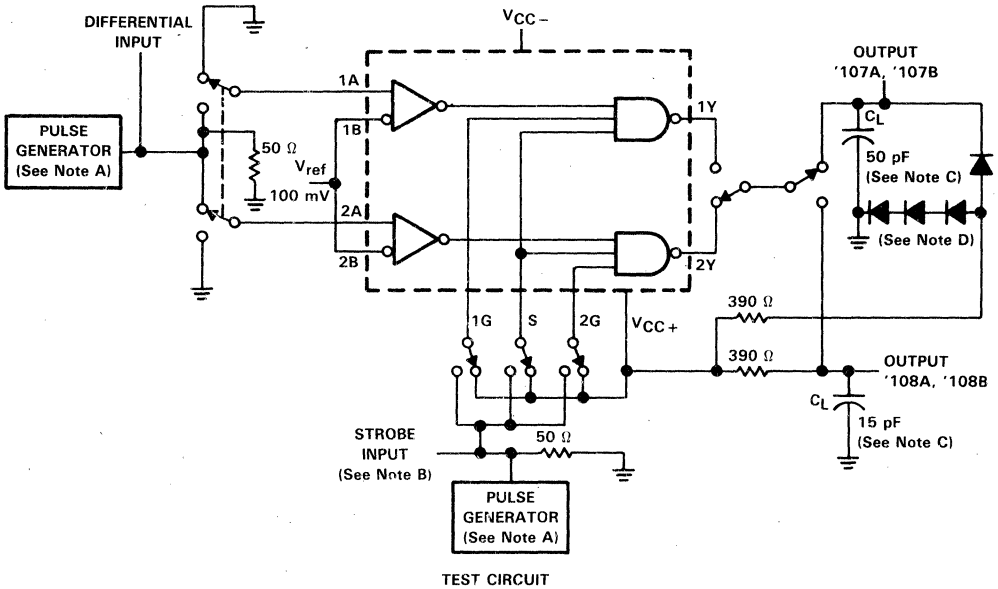 DIFFERENTIAL
INPUT
VCC−
OUTPUT
'107A, '107B
PULSE
GENERATOR
(See Note A)
50 Ω
Vref
100 mV
1A
1B
2A
2B
1Y
2Y
CL
50 pF
(See Note C)
(See Note D)
1G
S
2G
VCC+
390 Ω
390 Ω
OUTPUT
'108A, '108B
CL
15 pF
(See Note C)
STROBE
INPUT
(See Note B)
50 Ω
PULSE
GENERATOR
(See Note A)
TEST CIRCUIT